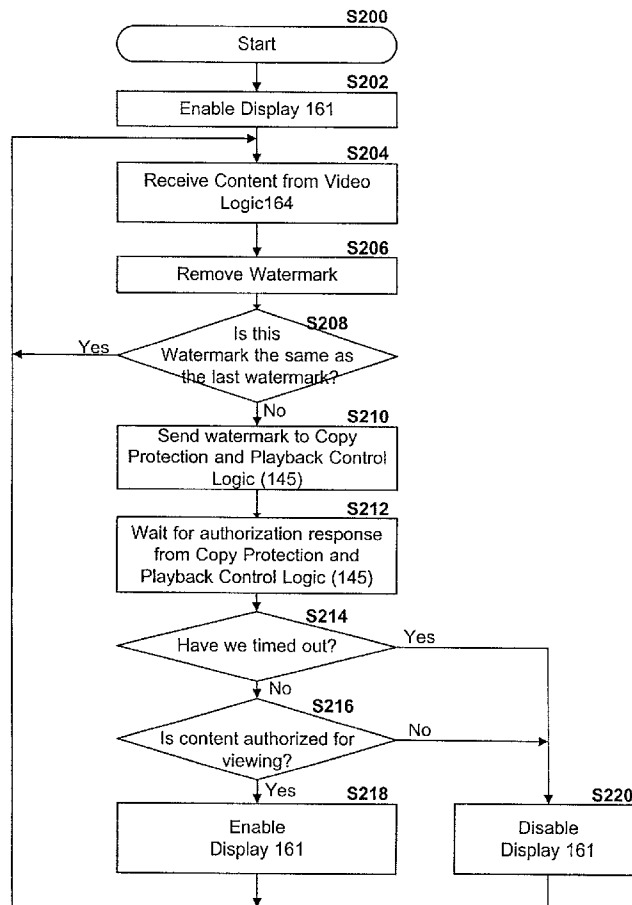 S200
Start
S202
Enable Display 161
S204
Receive Content from Video
Logic164
S206
Remove Watermark
S208
Is this
Watermark the same as
the last watermark?
Yes
No
S210
Send watermark to Copy
Protection and Playback Control
Logic (145)
S212
Wait for authorization response
from Copy Protection and
Playback Control Logic (145)
S214
Have we timed out?
Yes
No
S216
Is content authorized for
viewing?
No
Yes
S218
Enable
Display 161
S220
Disable
Display 161